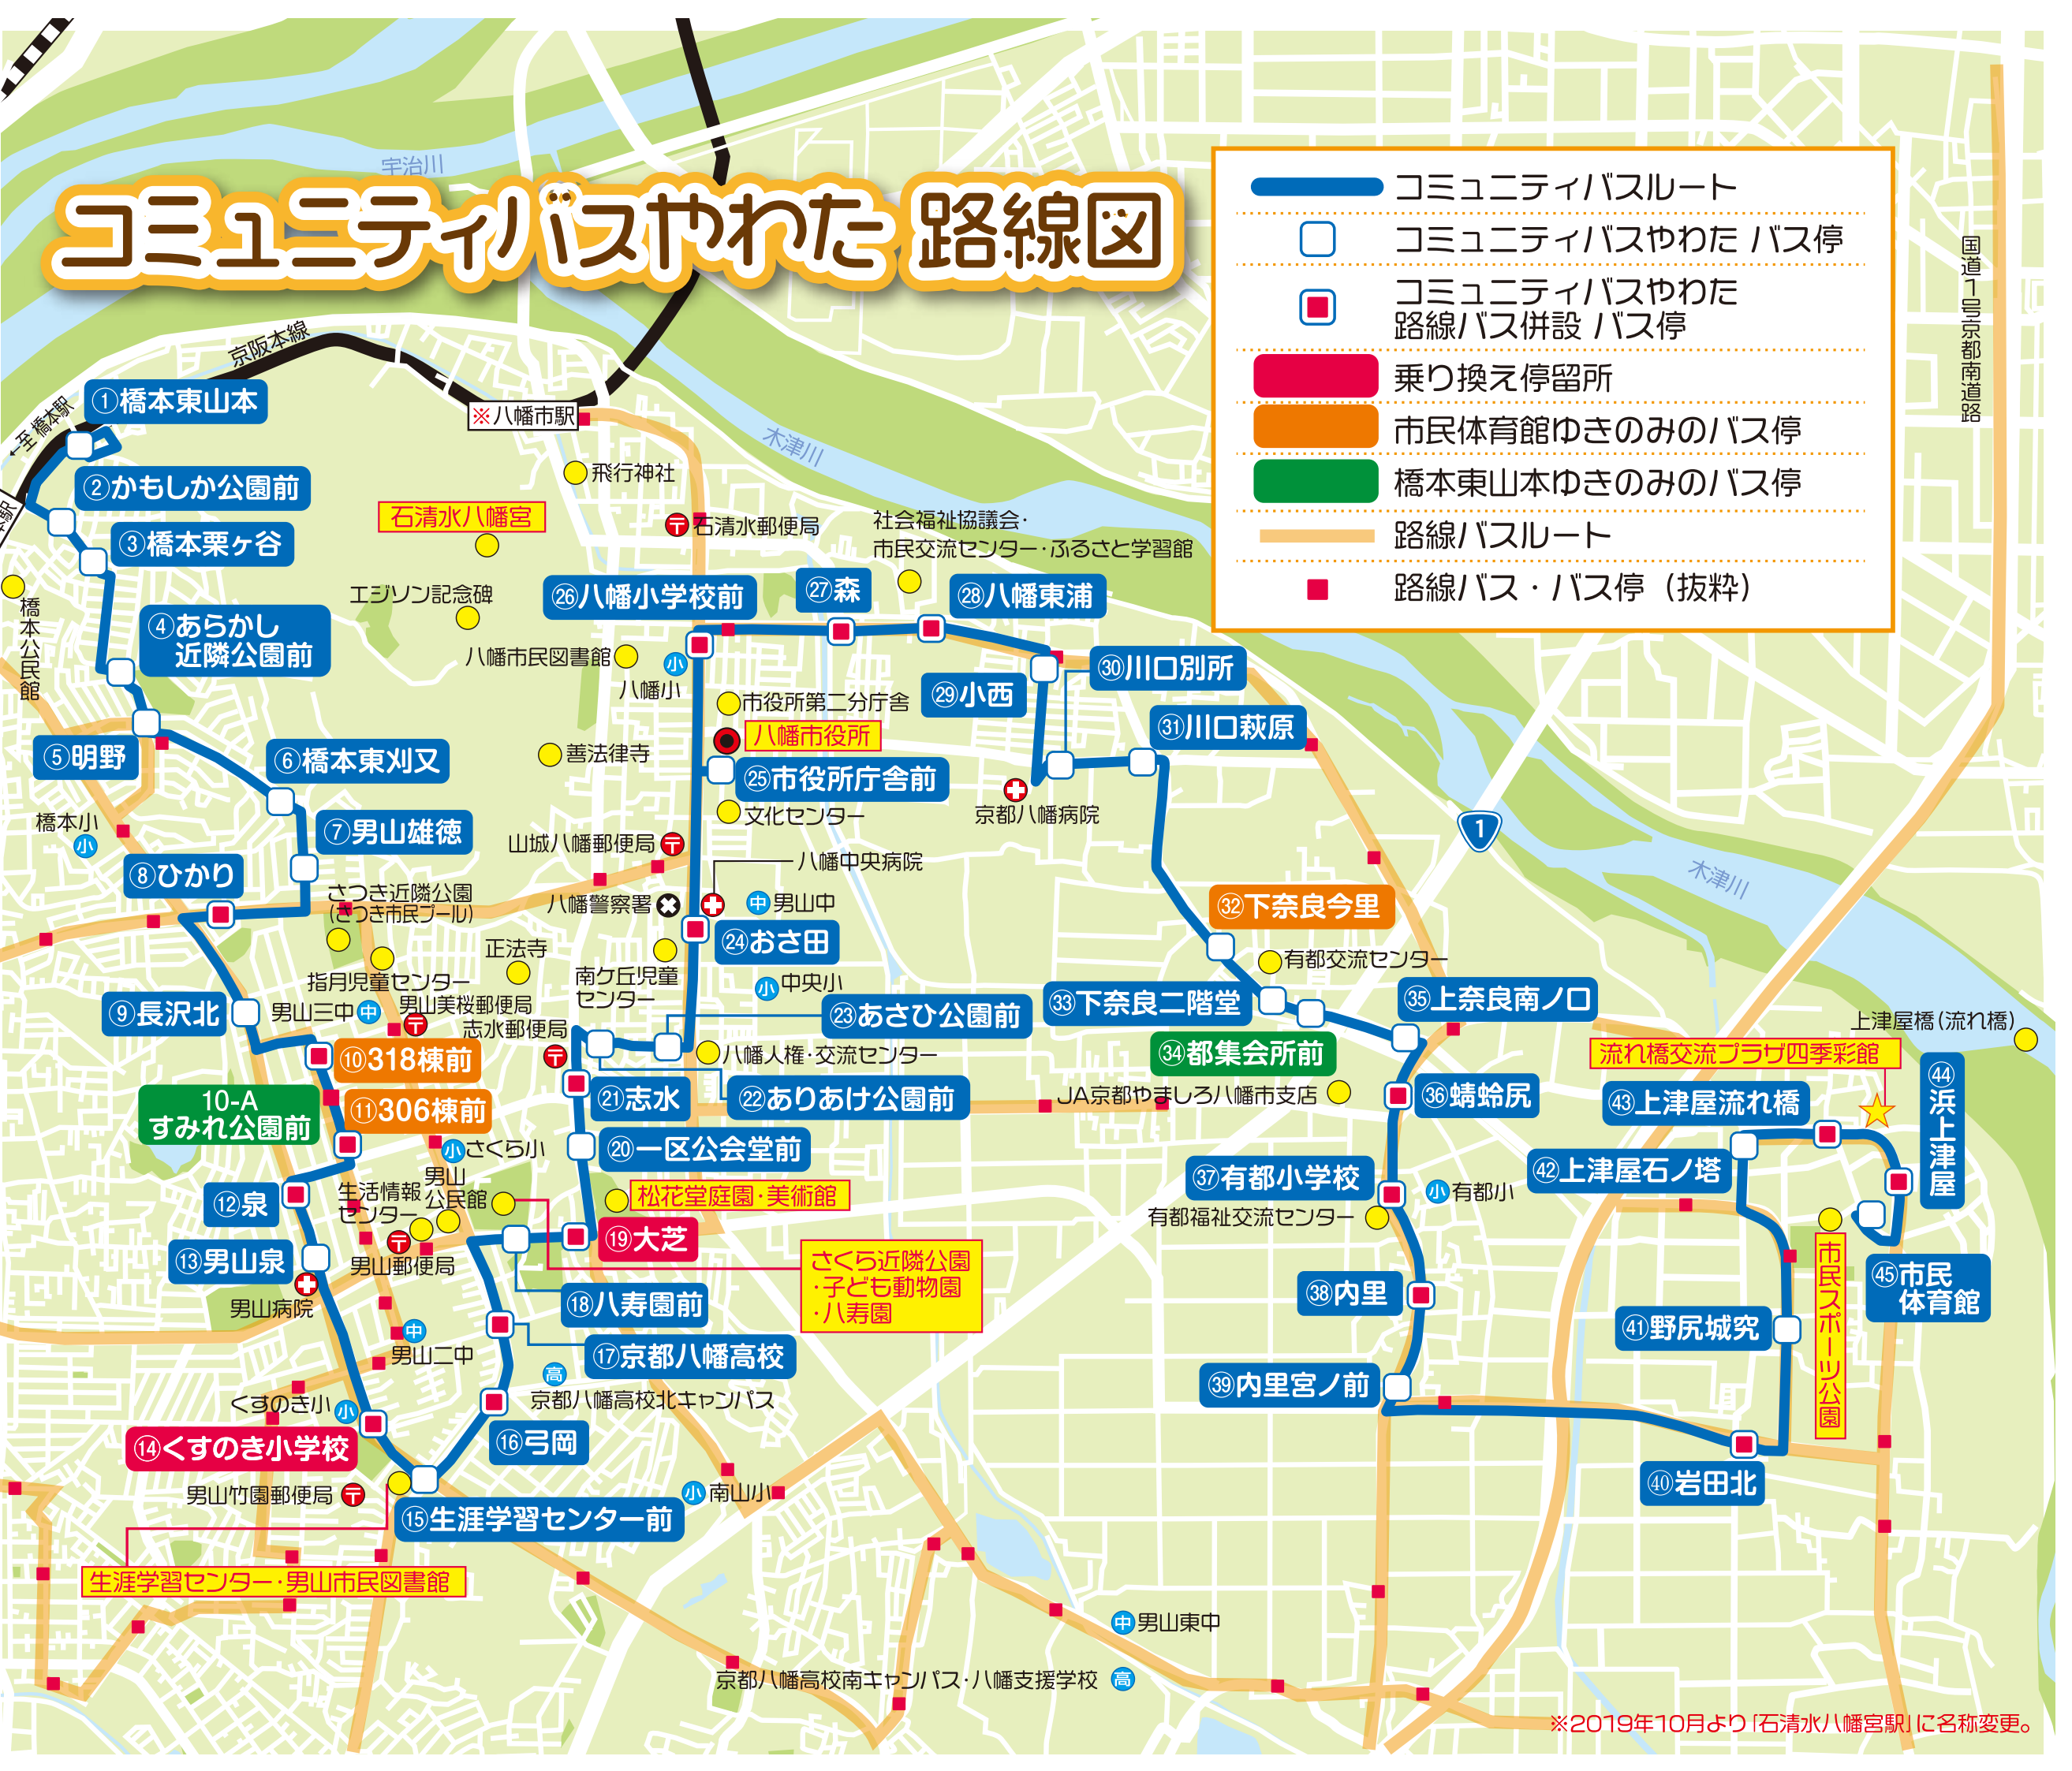 宇治川
コミュニティバスやわた 路線図
コミュニティバスルート
コミュニティバスやわた バス停
コミュニティバスやわた
路線バス併設 バス停
乗り換え停留所
市民体育館ゆきのみのバス停
橋本東山本ゆきのみのバス停
路線バスルート
路線バス・バス停（抜粋）
国道1号京都南道路
京阪本線
←至 橋本駅
※八幡市駅
木津川
①橋本東山本
②かもしか公園前
③橋本栗ヶ谷
④あらかし
近隣公園前
橋本公民館
⑤明野
⑥橋本東刈又
⑦男山雄徳
橋本小
小
⑧ひかり
飛行神社
石清水八幡宮
〒石清水郵便局
エジソン記念碑
社会福祉協議会・
市民交流センター・ふるさと学習館
㉖八幡小学校前
㉗森
㉘八幡東浦
八幡市民図書館
小
八幡小
市役所第二分庁舎
八幡市役所
善法律寺
㉕市役所庁舎前
文化センター
㉙小西
㉚川口別所
㉛川口萩原
京都八幡病院
1
木津川
山城八幡郵便局〒
八幡中央病院
八幡警察署
中男山中
㉔おさ田
さつき近隣公園
(さつき市民プール)
正法寺
指月児童センター
南ケ丘児童
センター
小中央小
㉜下奈良今里
有都交流センター
⑨長沢北
男山三中中
男山美桜郵便局
〒
志水郵便局
〒
㉓あさひ公園前
㉝下奈良二階堂
㉟上奈良南ノ口
上津屋橋(流れ橋)
⑩318棟前
八幡人権・交流センター
㉞都集会所前
流れ橋交流プラザ四季彩館
10-A
すみれ公園前
⑪306棟前
㉑志水
㉒ありあけ公園前
JA京都やましろ八幡市支店
㊱蜻蛉尻
㊸上津屋流れ橋
㊹浜上津屋
小さくら小
⑳一区公会堂前
⑫泉
生活情報
センター
男山
公民館
松花堂庭園・美術館
㊲有都小学校
小有都小
㊷上津屋石ノ塔
有都福祉交流センター
⑲大芝
⑬男山泉
〒
男山郵便局
男山病院
さくら近隣公園
・子ども動物園
・八寿園
市民スポーツ公園
㊺市民
体育館
⑱八寿園前
㊳内里
㊶野尻城究
中
男山二中
⑰京都八幡高校
高
京都八幡高校北キャンパス
㊴内里宮ノ前
くすのき小小
⑭くすのき小学校
⑯弓岡
㊵岩田北
男山竹園郵便局〒
小南山小
⑮生涯学習センター前
生涯学習センター・男山市民図書館
中男山東中
京都八幡高校南キャンパス・八幡支援学校 高
※2019年10月より「石清水八幡宮駅」に名称変更。